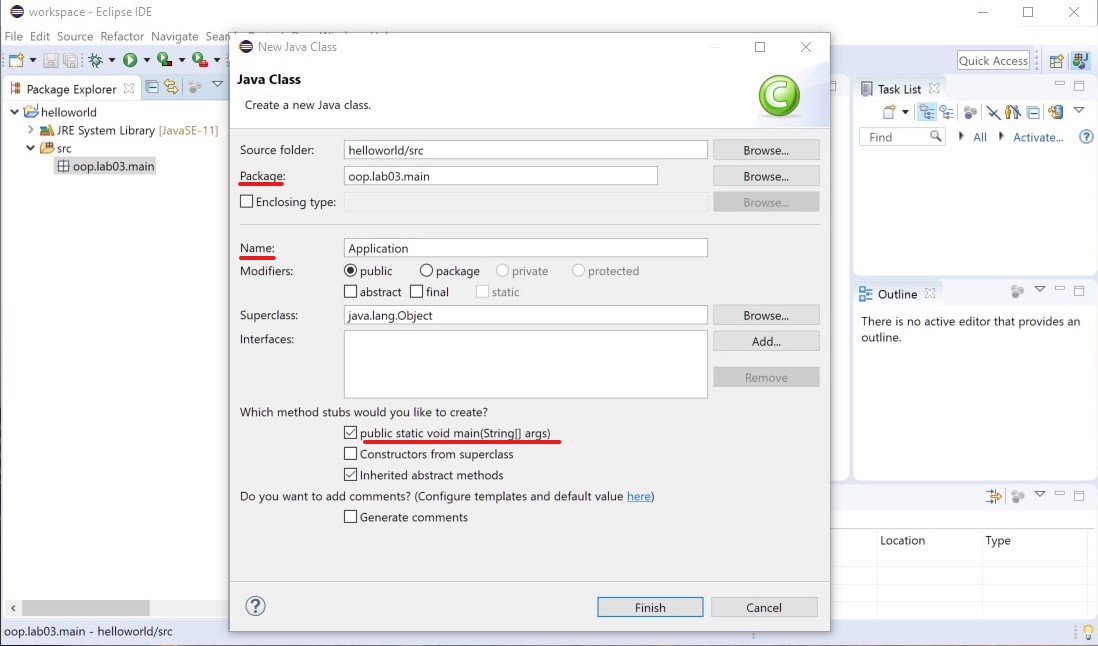 workspace - Eclipse IDE
File Edit Source Refactor Navigate
New Java Class
Quick Access
Java Class
Create a new Java class.
Package Explorer
helloworld
JRE System Library [JavaSE-11]
src
oop.lab03.main
Source folder: helloworld/src Browse...
Package: oop.lab03.main Browse...
Enclosing type: Browse...
Name: Application
Modifiers: public package private protected
abstract final static
Superclass: java.lang.Object Browse...
Interfaces: Add...
Remove
Which method stubs would you like to create?
public static void main(String[] args)
Constructors from superclass
Inherited abstract methods
Do you want to add comments? (Configure templates and default value here)
Generate comments
Finish Cancel
Task List
Find All Activate...
Outline
There is no active editor that provides an
outline.
Location Type
oop.lab03.main - helloworld/src